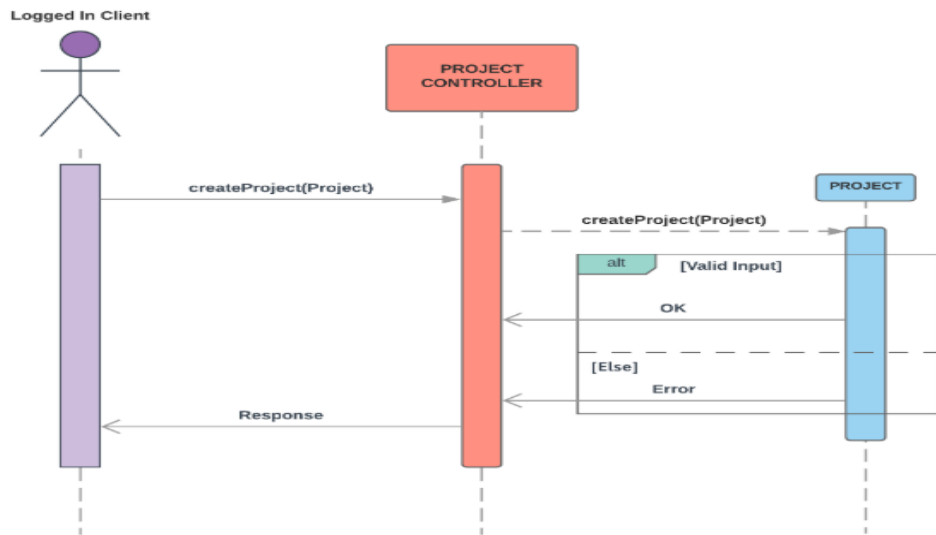 Logged In Client
PROJECT
CONTROLLER
PROJECT
createProject(Project)
createProject(Project)
alt
[Valid Input]
OK
[Else]
Error
Response